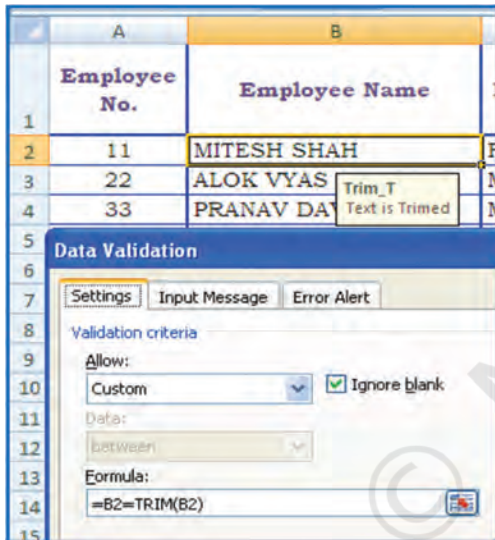 A B
Employee No. Employee Name
1
2 11 MITESH SHAH
3 22 ALOK VYAS
4 33 PRANAV
Trim_T
Text is Trimed
5
Data Validation
6
7 Settings Input Message Error Alert
8 Validation criteria
9 Allow:
10 Custom Ignore blank
11 Data:
12 between
13 Formula:
14 =B2=TRIM(B2)
15